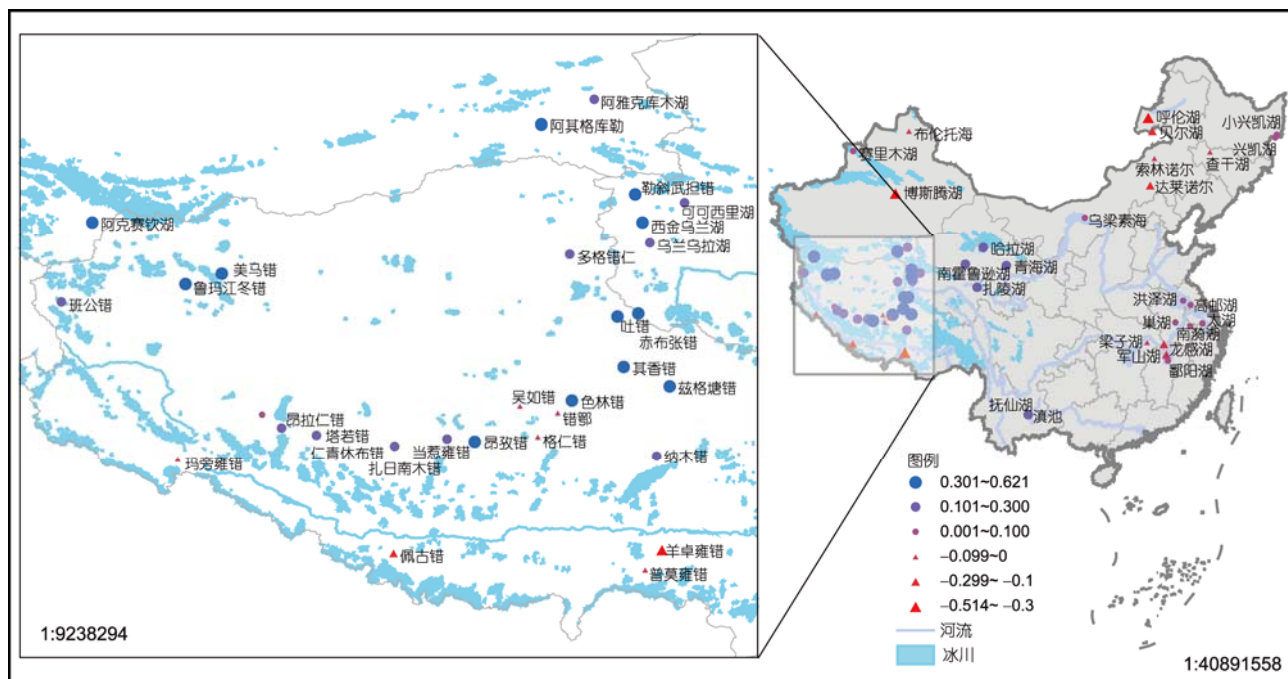 阿雅克库木湖
阿其格库勒
勒斜武担错
可可西里湖
阿克赛钦湖
西金乌兰湖
乌兰乌拉湖
多格错仁
美马错
鲁玛江冬错
班公错
吐错
赤布张错
其香错
兹格塘错
吴如错
色林错
错鄂
昂拉仁错
塔若错
格仁错
仁青休布错
当惹雍错
昂孜错
扎日南木错
纳木错
玛旁雍错
羊卓雍错
佩古错
普莫雍错
1:9238294
布伦托海
赛里木湖
博斯腾湖
呼伦湖
贝尔湖
小兴凯湖
兴凯湖
查干湖
索林诺尔
达莱诺尔
乌梁素海
哈拉湖
南霍鲁逊湖
青海湖
扎陵湖
洪泽湖
高邮湖
巢湖
太湖
南漪湖
梁子湖
龙感湖
军山湖
鄱阳湖
抚仙湖
滇池
图例
0.301~0.621
0.101~0.300
0.001~0.100
−0.099~0
−0.299~ −0.1
−0.514~ −0.3
河流
冰川
1:40891558